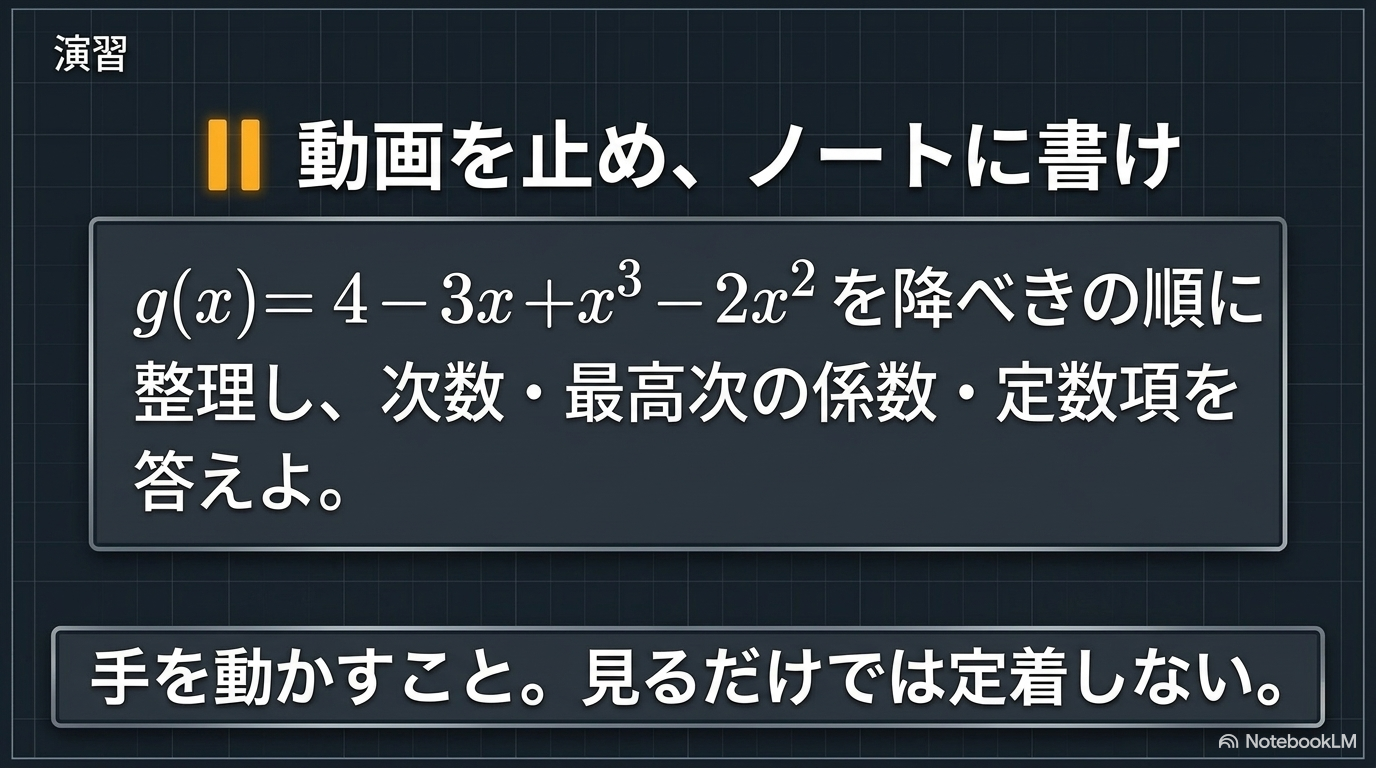 演習
動画を止め、ノートに書け
g(x)= 4−3x+x³−2x² を降べきの順に
整理し、次数・最高次の係数・定数項を
答えよ。
手を動かすこと。見るだけでは定着しない。
NotebookLM